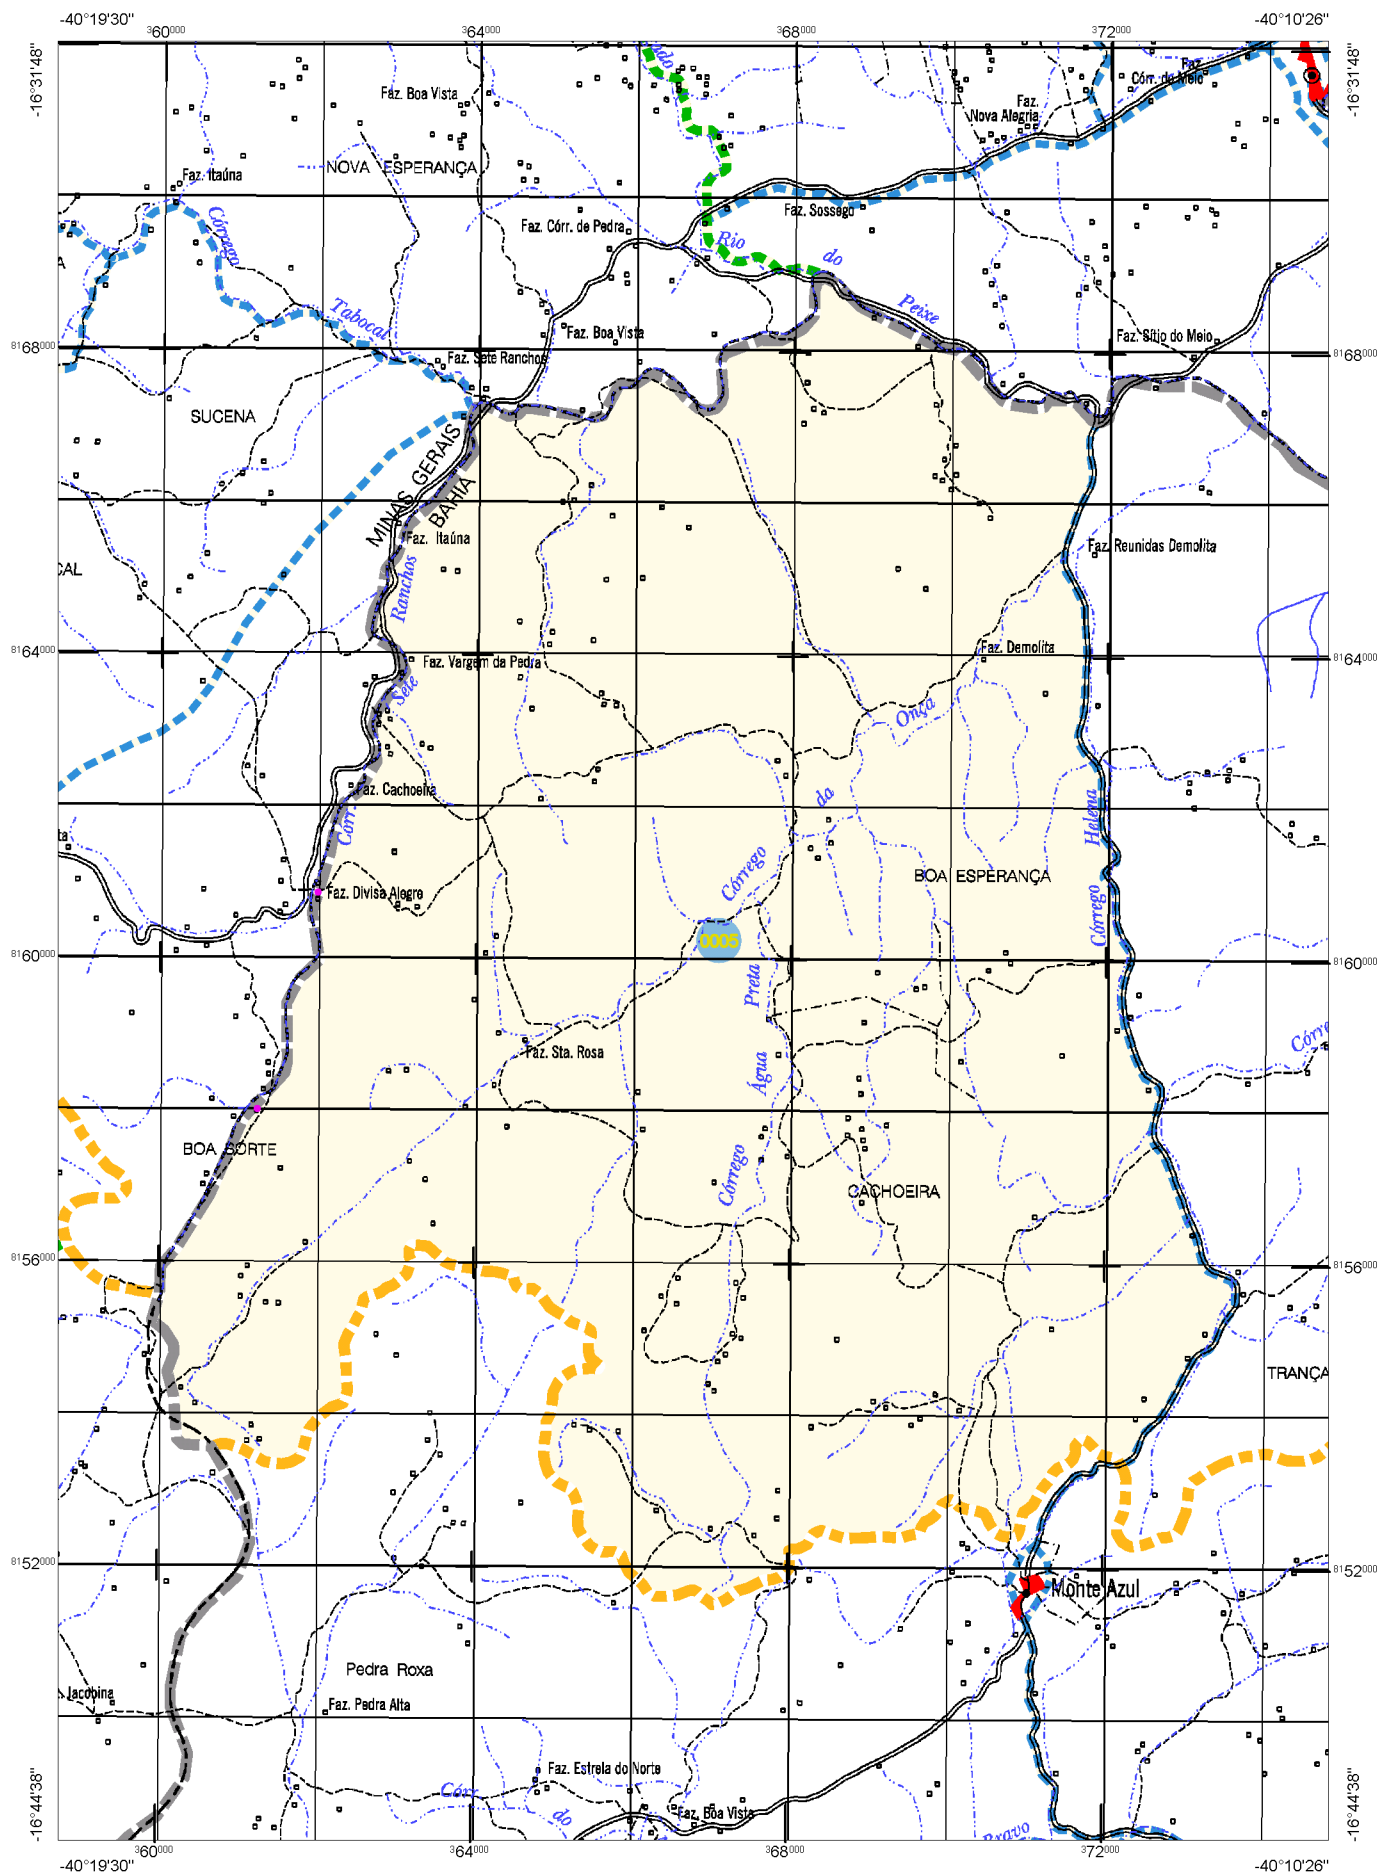 -40°19'30" -40°10'26"
360000 364000 368000 372000
-16°31'48" -16°31'48"
Faz.
Córr. do Meio
Faz. Boa Vista
Faz.
Nova Alegria
NOVA ESPERANÇA
Faz. Itaúna
Faz. Sossego
Córrego
Faz. Córr. de Pedra
Rio do
A
Tabocal
Peixe
Faz. Boa Vista
Faz. Sítio do Meio
8168000 8168000
Faz. Sete Ranchos
SUCENA
MINAS GERAIS
BAHIA
Faz. Itaúna
Faz. Reunidas Demolita
CAL
Ranchos
8164000 8164000
Faz. Demolita
Faz. Vargem da Pedra
Sete
Onça
Faz. Cachoeira
da
Córr
Helena
ta
Córrego
BOA ESPERANÇA
Faz. Divisa Alegre
Córrego
0005
8160000 8160000
Preta
Córre
Faz. Sta. Rosa
Água
BOA SORTE
Córrego
CACHOEIRA
8156000 8156000
TRANÇA
8152000 8152000
Monte Azul
Pedra Roxa
Jacobina
Faz. Pedra Alta
Faz. Estrela do Norte
Córr
do
Faz. Boa Vista
Bravo
-16°44'38" -16°44'38"
360000 364000 368000 372000
-40°19'30" -40°10'26"